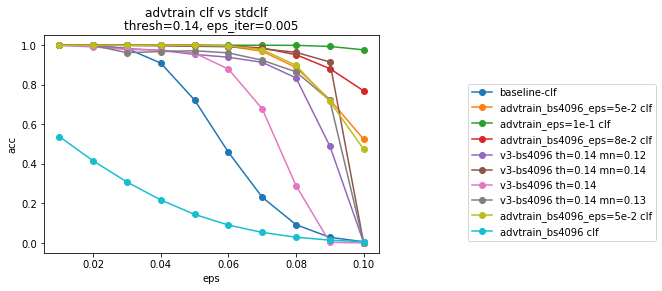 advtrain clf vs stdclf
thresh=0.14, eps_iter=0.005
acc
1.0
0.8
0.6
0.4
0.2
0.0
0.02
0.04
0.06
0.08
0.10
eps
baseline-clf
advtrain_bs4096_eps=5e-2 clf
advtrain_eps=1e-1 clf
advtrain_bs4096_eps=8e-2 clf
v3-bs4096 th=0.14 mn=0.12
v3-bs4096 th=0.14 mn=0.14
v3-bs4096 th=0.14
v3-bs4096 th=0.14 mn=0.13
advtrain_bs4096_eps=5e-2 clf
advtrain_bs4096 clf